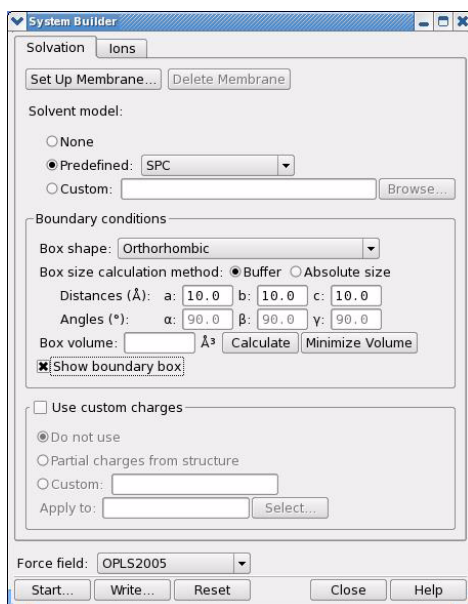 System Builder
Solvation Ions
Set Up Membrane... Delete Membrane
Solvent model:
None
Predefined: SPC
Custom: Browse...
Boundary conditions
Box shape: Orthorhombic
Box size calculation method: Buffer Absolute size
Distances (Å): a: 10.0 b: 10.0 c: 10.0
Angles (°): α: 90.0 β: 90.0 γ: 90.0
Box volume: Å³ Calculate Minimize Volume
Show boundary box
Use custom charges
Do not use
Partial charges from structure
Custom:
Apply to: Select...
Force field: OPLS2005
Start... Write... Reset Close Help